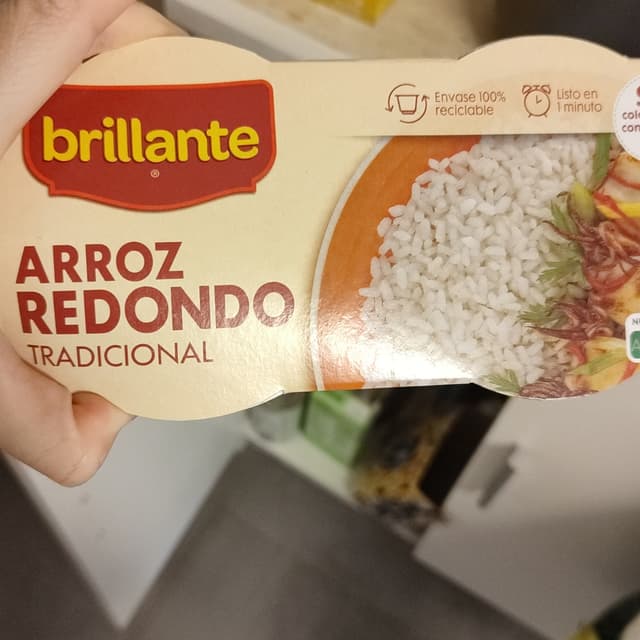 brillante
®
Envase 100%
reciclable
Listo en
1 minuto
ARROZ
REDONDO
TRADICIONAL